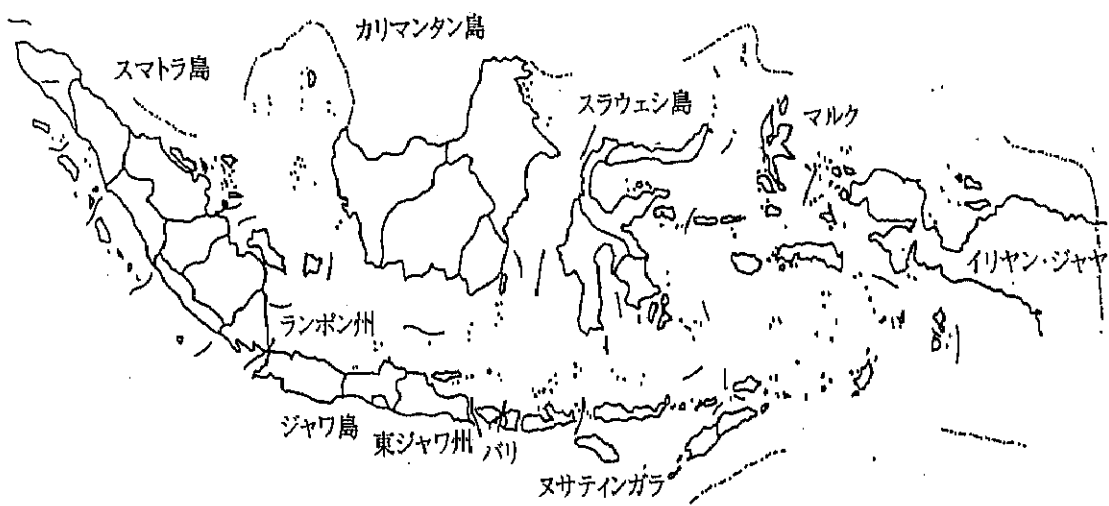 カリマンタン島
スマトラ島
スラウェシ島
マルク
イリヤン・ジャヤ
ランポン州
ジャワ島
東ジャワ州
バリ
ヌサティンガラ